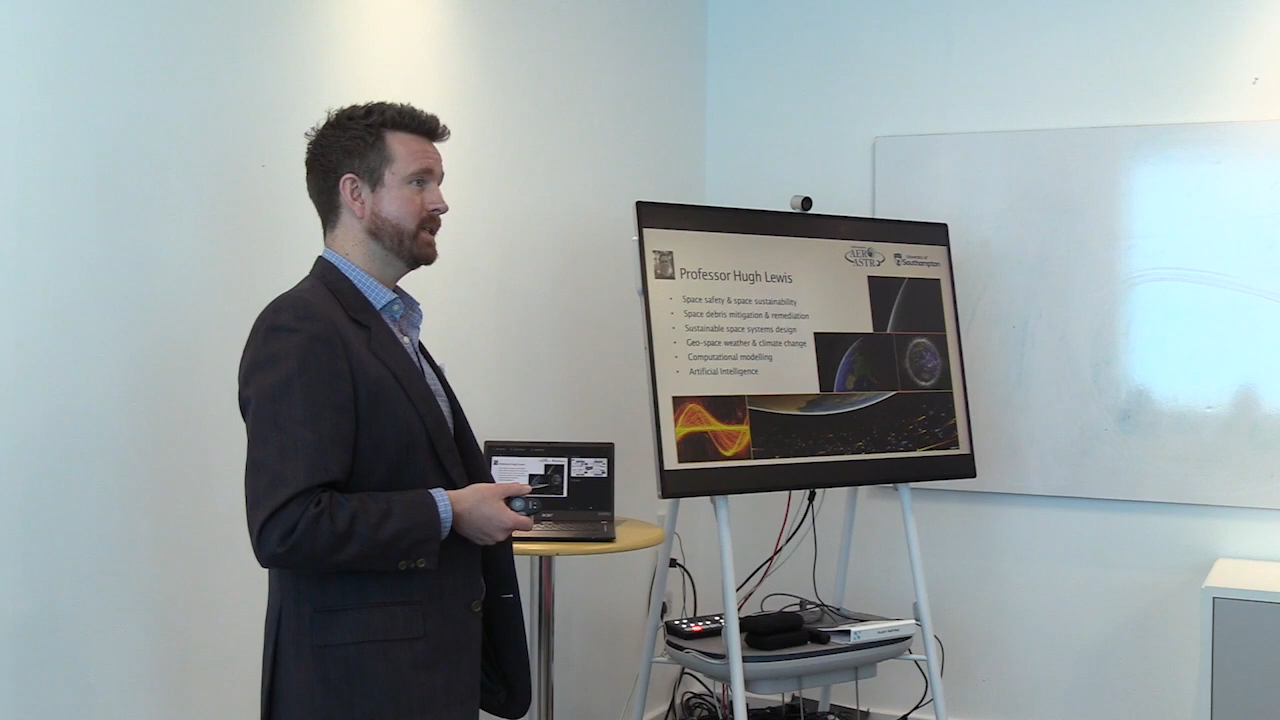 Professor Hugh Lewis
AERO
ASTRO
University of
Southampton
• Space safety & space sustainability
• Space debris mitigation & remediation
• Sustainable space systems design
• Geo-space weather & climate change
• Computational modelling
• Artificial Intelligence
acer